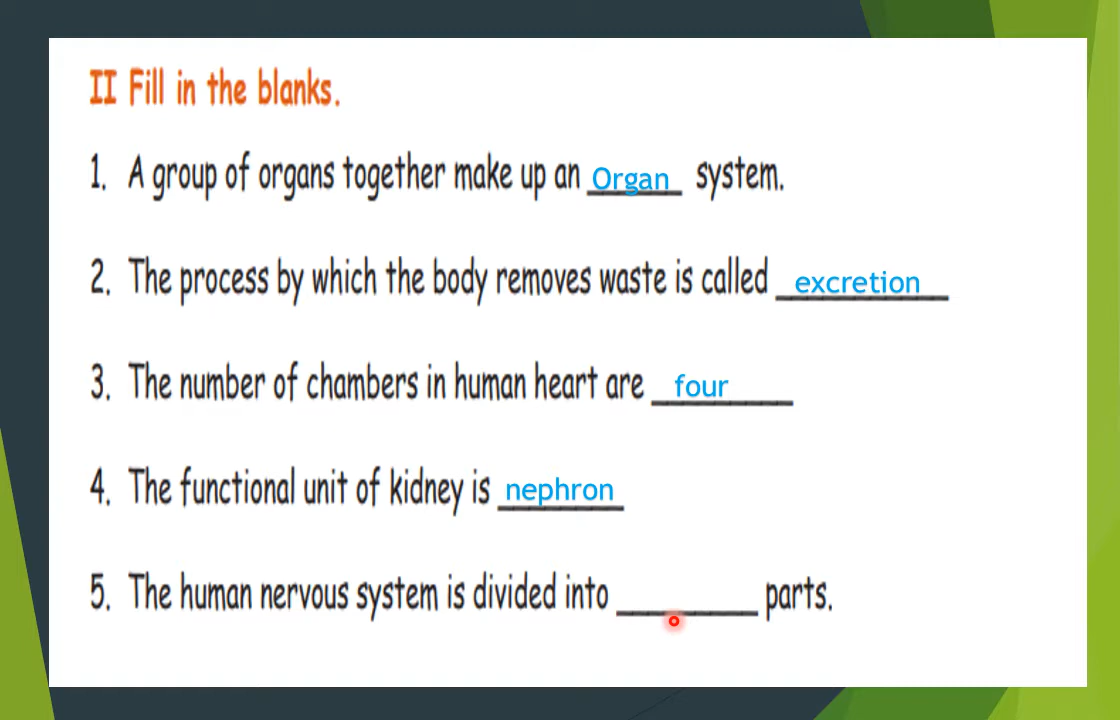 II Fill in the blanks.
1. A group of organs together make up an Organ system.
2. The process by which the body removes waste is called excretion
3. The number of chambers in human heart are four
4. The functional unit of kidney is nephron
5. The human nervous system is divided into _________ parts.